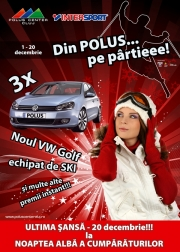 POLUS CENTER
CLUJ
INTERSPORT
1 - 20
decembrie
Din POLUS...
pe pârtieee!
3x
POLUS
Noul VW Golf
echipat de SKI
și multe alte
premii instant!!!
ULTIMA ȘANSĂ - 20 decembrie!!!
la
NOAPTEA ALBĂ A CUMPĂRĂTURILOR